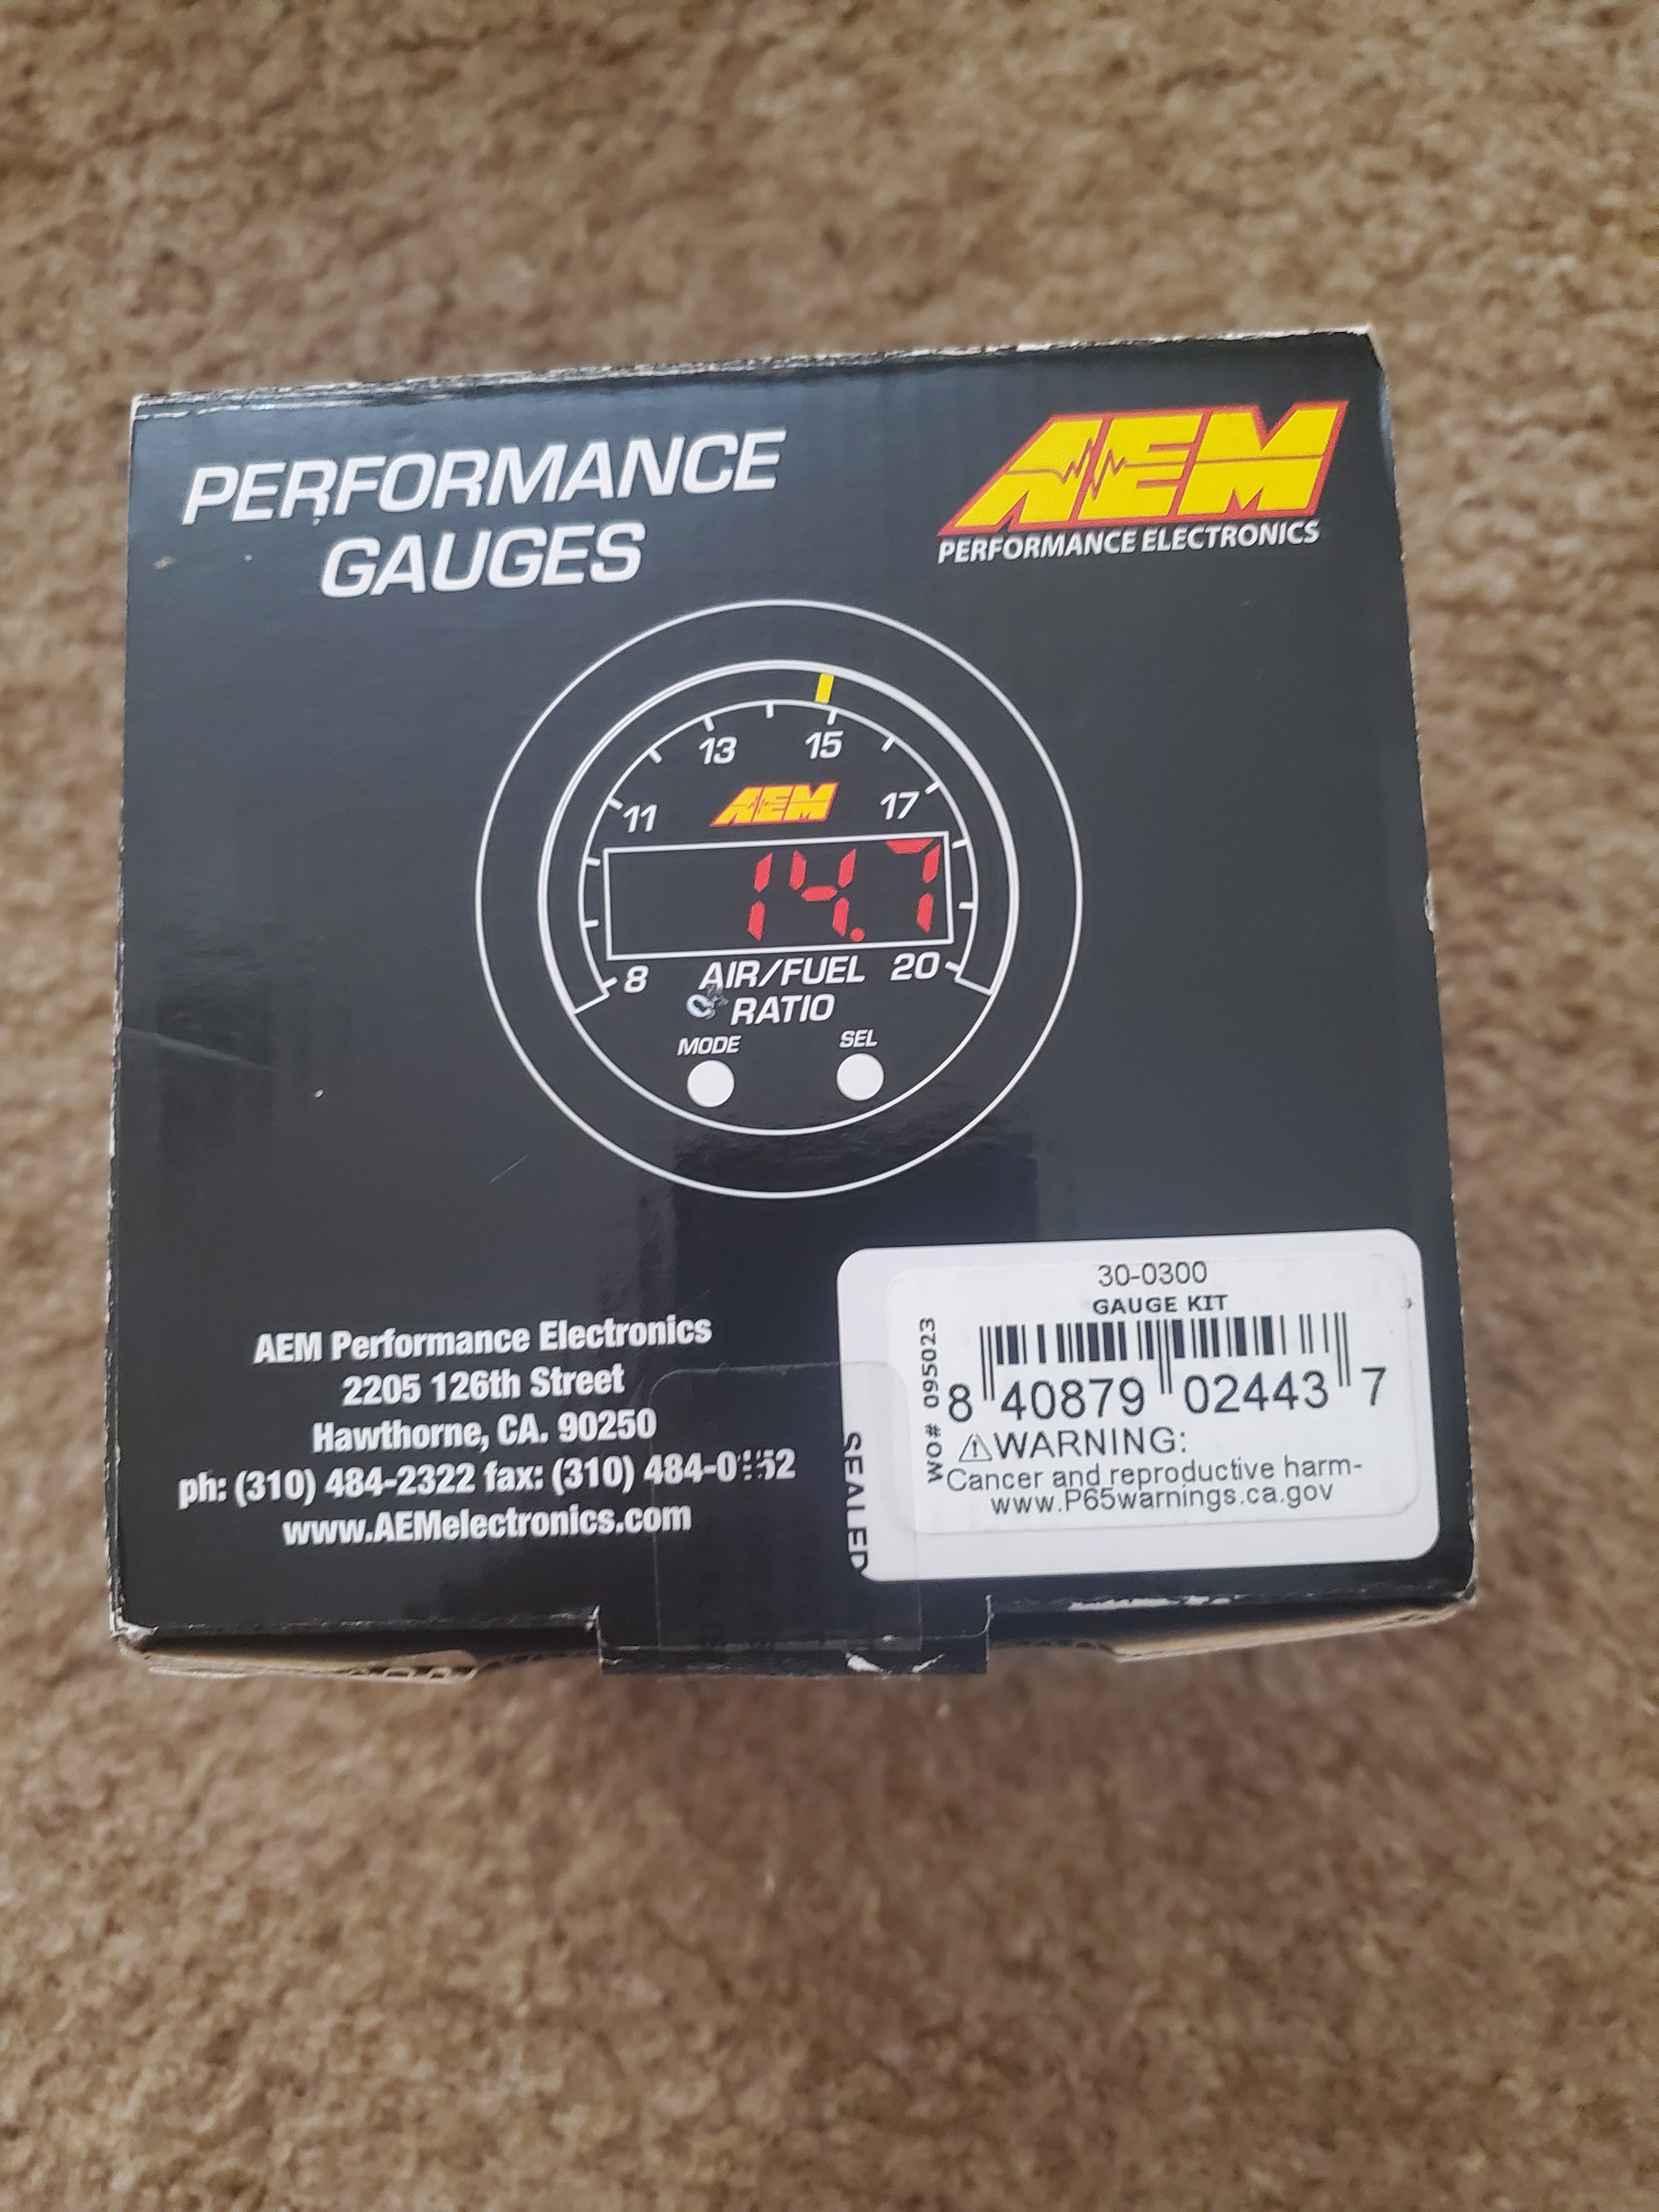 PERFORMANCE
GAUGES
AEM
PERFORMANCE ELECTRONICS
13
15
11
AEM
17
14.7
8
AIR/FUEL
20
RATIO
MODE
SEL
AEM Performance Electronics
2205 126th Street
Hawthorne, CA. 90250
ph: (310) 484-2322 fax: (310)
www.AEMelectronics.com
SEALED
30-0300
GAUGE KIT
WO# 095023
8 40879 02443 7
⚠WARNING:
Cancer and reproductive harm-
www.P65warnings.ca.gov